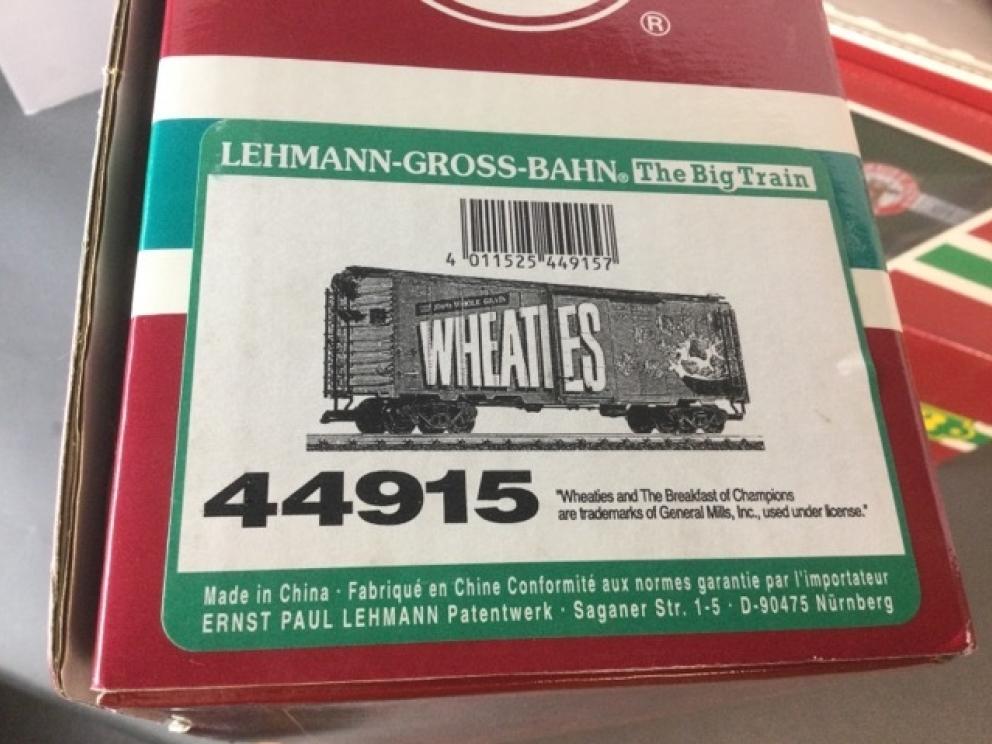 ®
LEHMANN-GROSS-BAHN® The Big Train
4 011525 449157
WHOLE GRAIN
WHEATIES
44915
"Wheaties and The Breakfast of Champions
are trademarks of General Mills, Inc., used under license."
Made in China · Fabriqué en Chine Conformité aux normes garantie par l'importateur
ERNST PAUL LEHMANN Patentwerk · Saganer Str. 1-5 · D-90475 Nürnberg